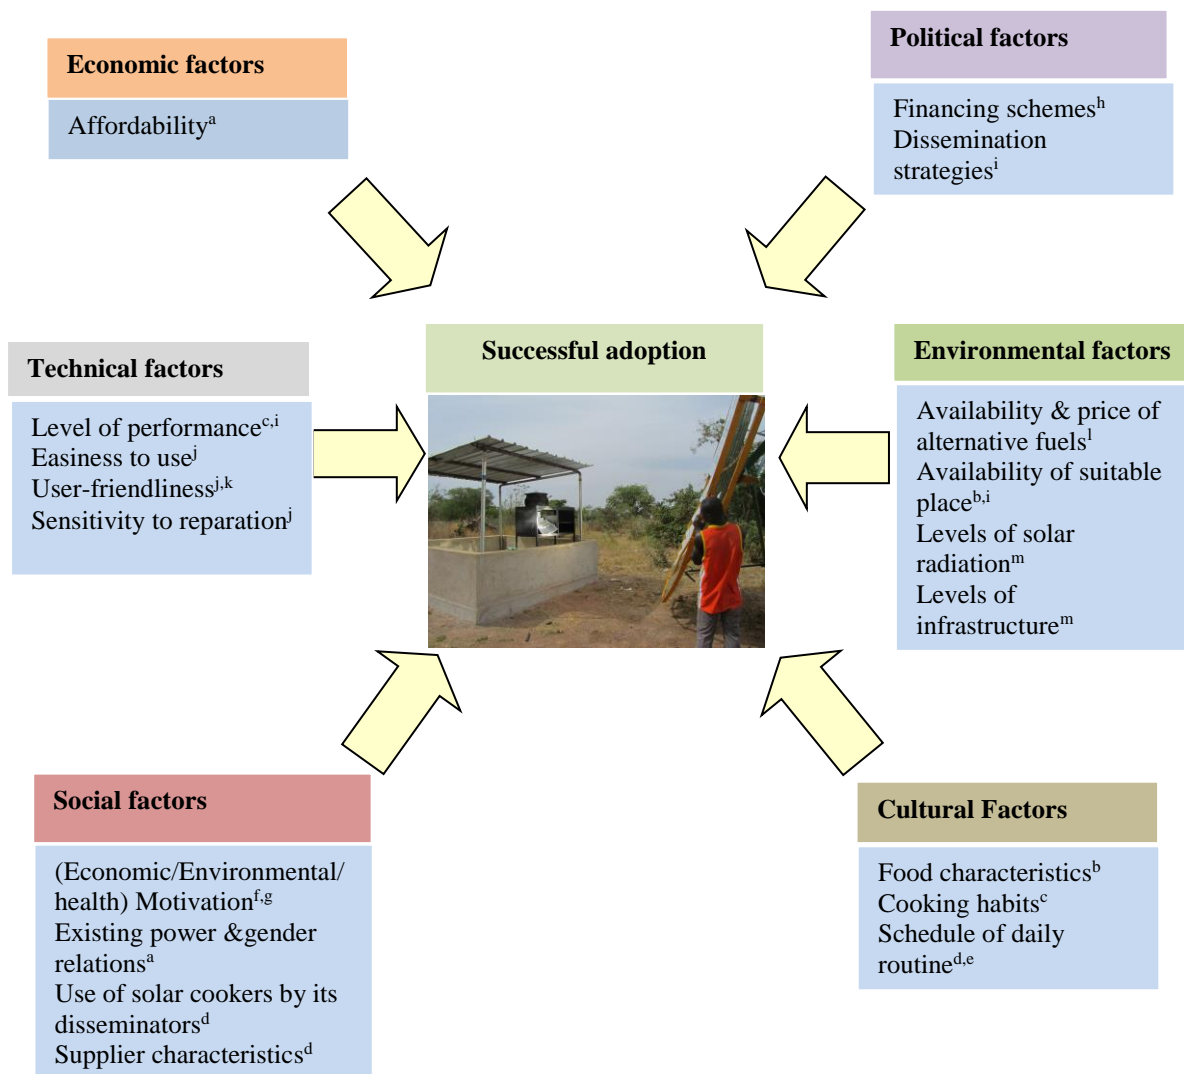 Economic factors
Affordabilityᵃ
Political factors
Financing schemesʰ
Dissemination
strategiesⁱ
Technical factors
Level of performanceᶜ,ⁱ
Easiness to useʲ
User-friendlinessʲ,ᵏ
Sensitivity to reparationʲ
Successful adoption
Environmental factors
Availability & price of
alternative fuelsˡ
Availability of suitable
placeᵇ,ⁱ
Levels of solar
radiationᵐ
Levels of
infrastructureᵐ
Social factors
(Economic/Environmental/
health) Motivationᶠ,ᵍ
Existing power &gender
relationsᵃ
Use of solar cookers by its
disseminatorsᵈ
Supplier characteristicsᵈ
Cultural Factors
Food characteristicsᵇ
Cooking habitsᶜ
Schedule of daily
routineᵈ,ᵉ